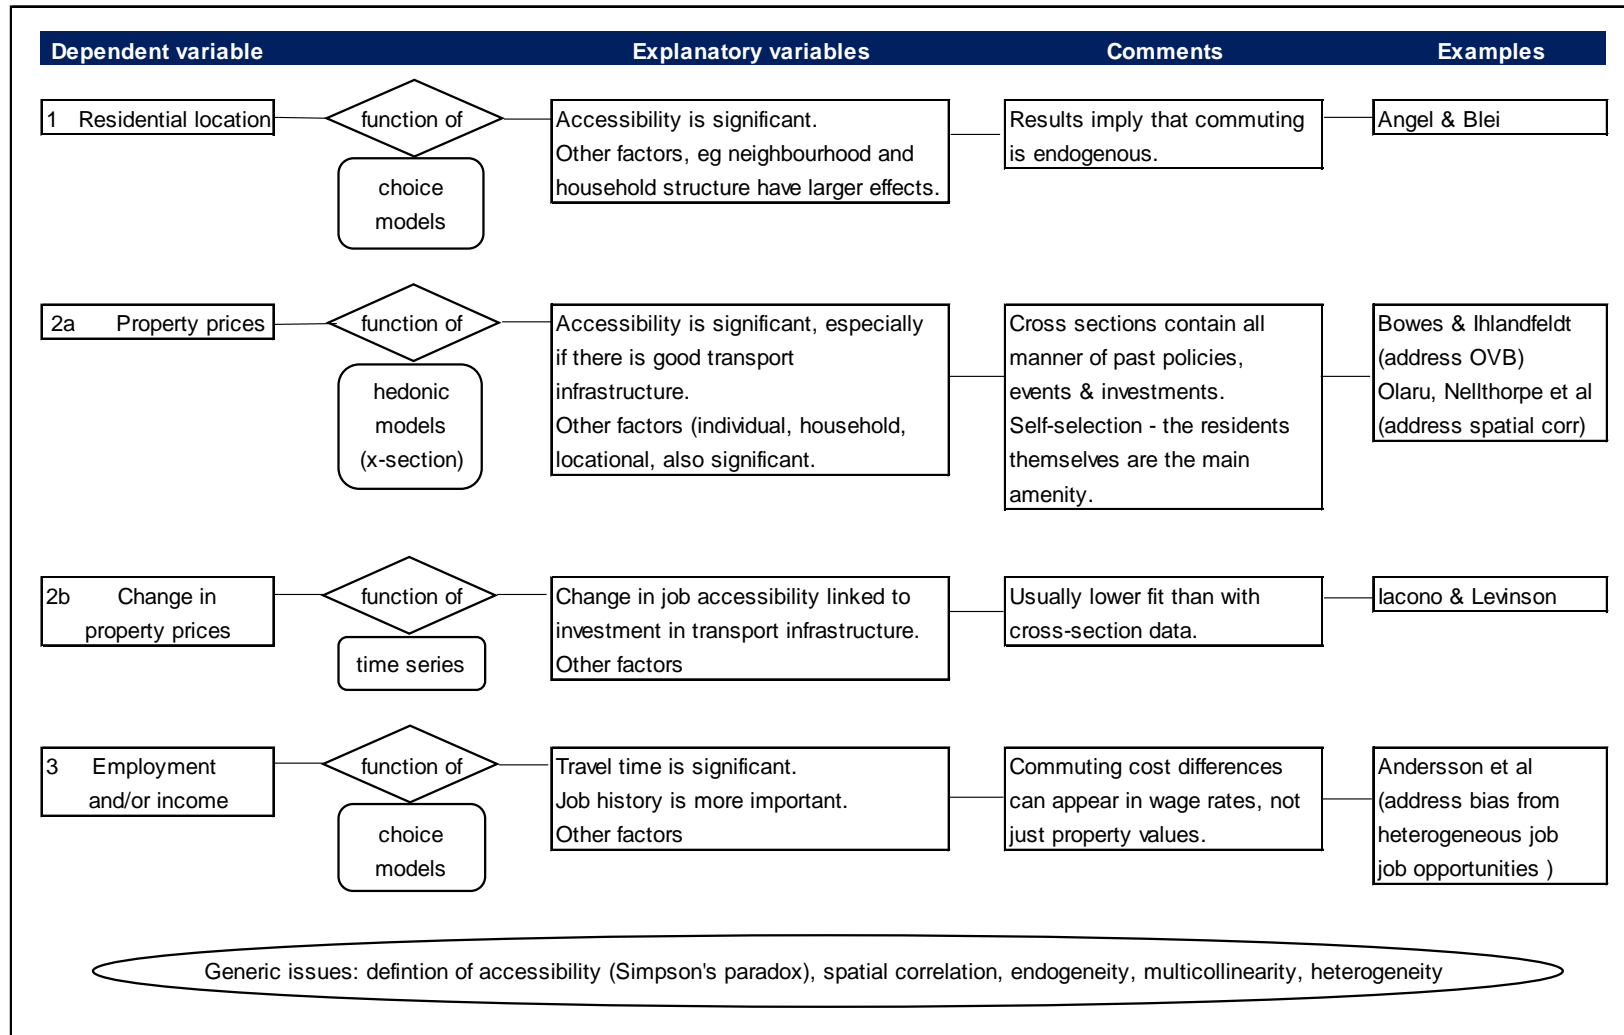 Dependent variable
Explanatory variables
Comments
Examples
1 Residential location
function of
choice
models
Accessibility is significant.
Other factors, eg neighbourhood and
household structure have larger effects.
Results imply that commuting
is endogenous.
Angel & Blei
2a Property prices
function of
hedonic
models
(x-section)
Accessibility is significant, especially
if there is good transport
infrastructure.
Other factors (individual, household,
locational, also significant.
Cross sections contain all
manner of past policies,
events & investments.
Self-selection - the residents
themselves are the main
amenity.
Bowes & Ihlandfeldt
(address OVB)
Olaru, Nellthorpe et al
(address spatial corr)
2b Change in
property prices
function of
time series
Change in job accessibility linked to
investment in transport infrastructure.
Other factors
Usually lower fit than with
cross-section data.
Iacono & Levinson
3 Employment
and/or income
function of
choice
models
Travel time is significant.
Job history is more important.
Other factors
Commuting cost differences
can appear in wage rates, not
just property values.
Andersson et al
(address bias from
heterogeneous job
job opportunities )
Generic issues: defintion of accessibility (Simpson's paradox), spatial correlation, endogeneity, multicollinearity, heterogeneity